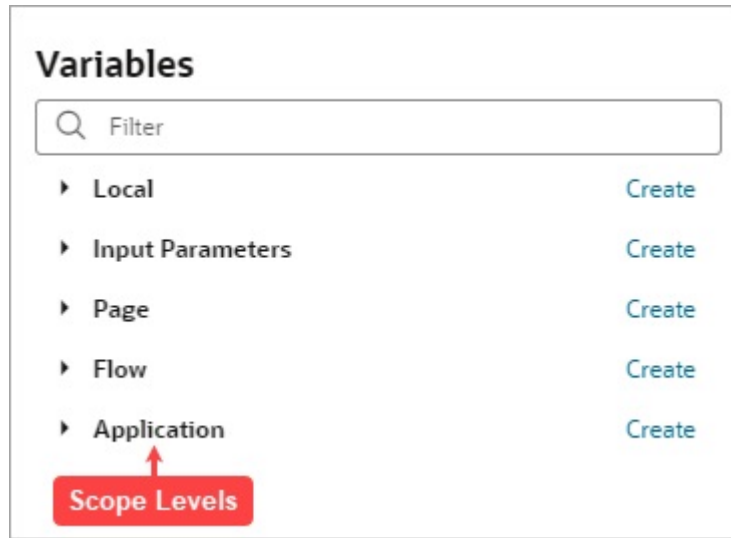 Variables
Filter
Local Create
Input Parameters Create
Page Create
Flow Create
Application Create
Scope Levels